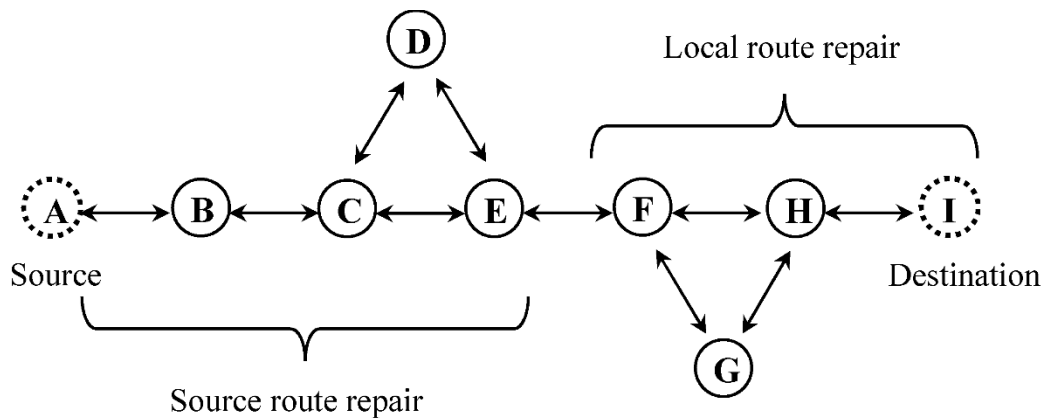 D
Local route repair
A
B
C
E
F
H
I
Source
Destination
G
Source route repair